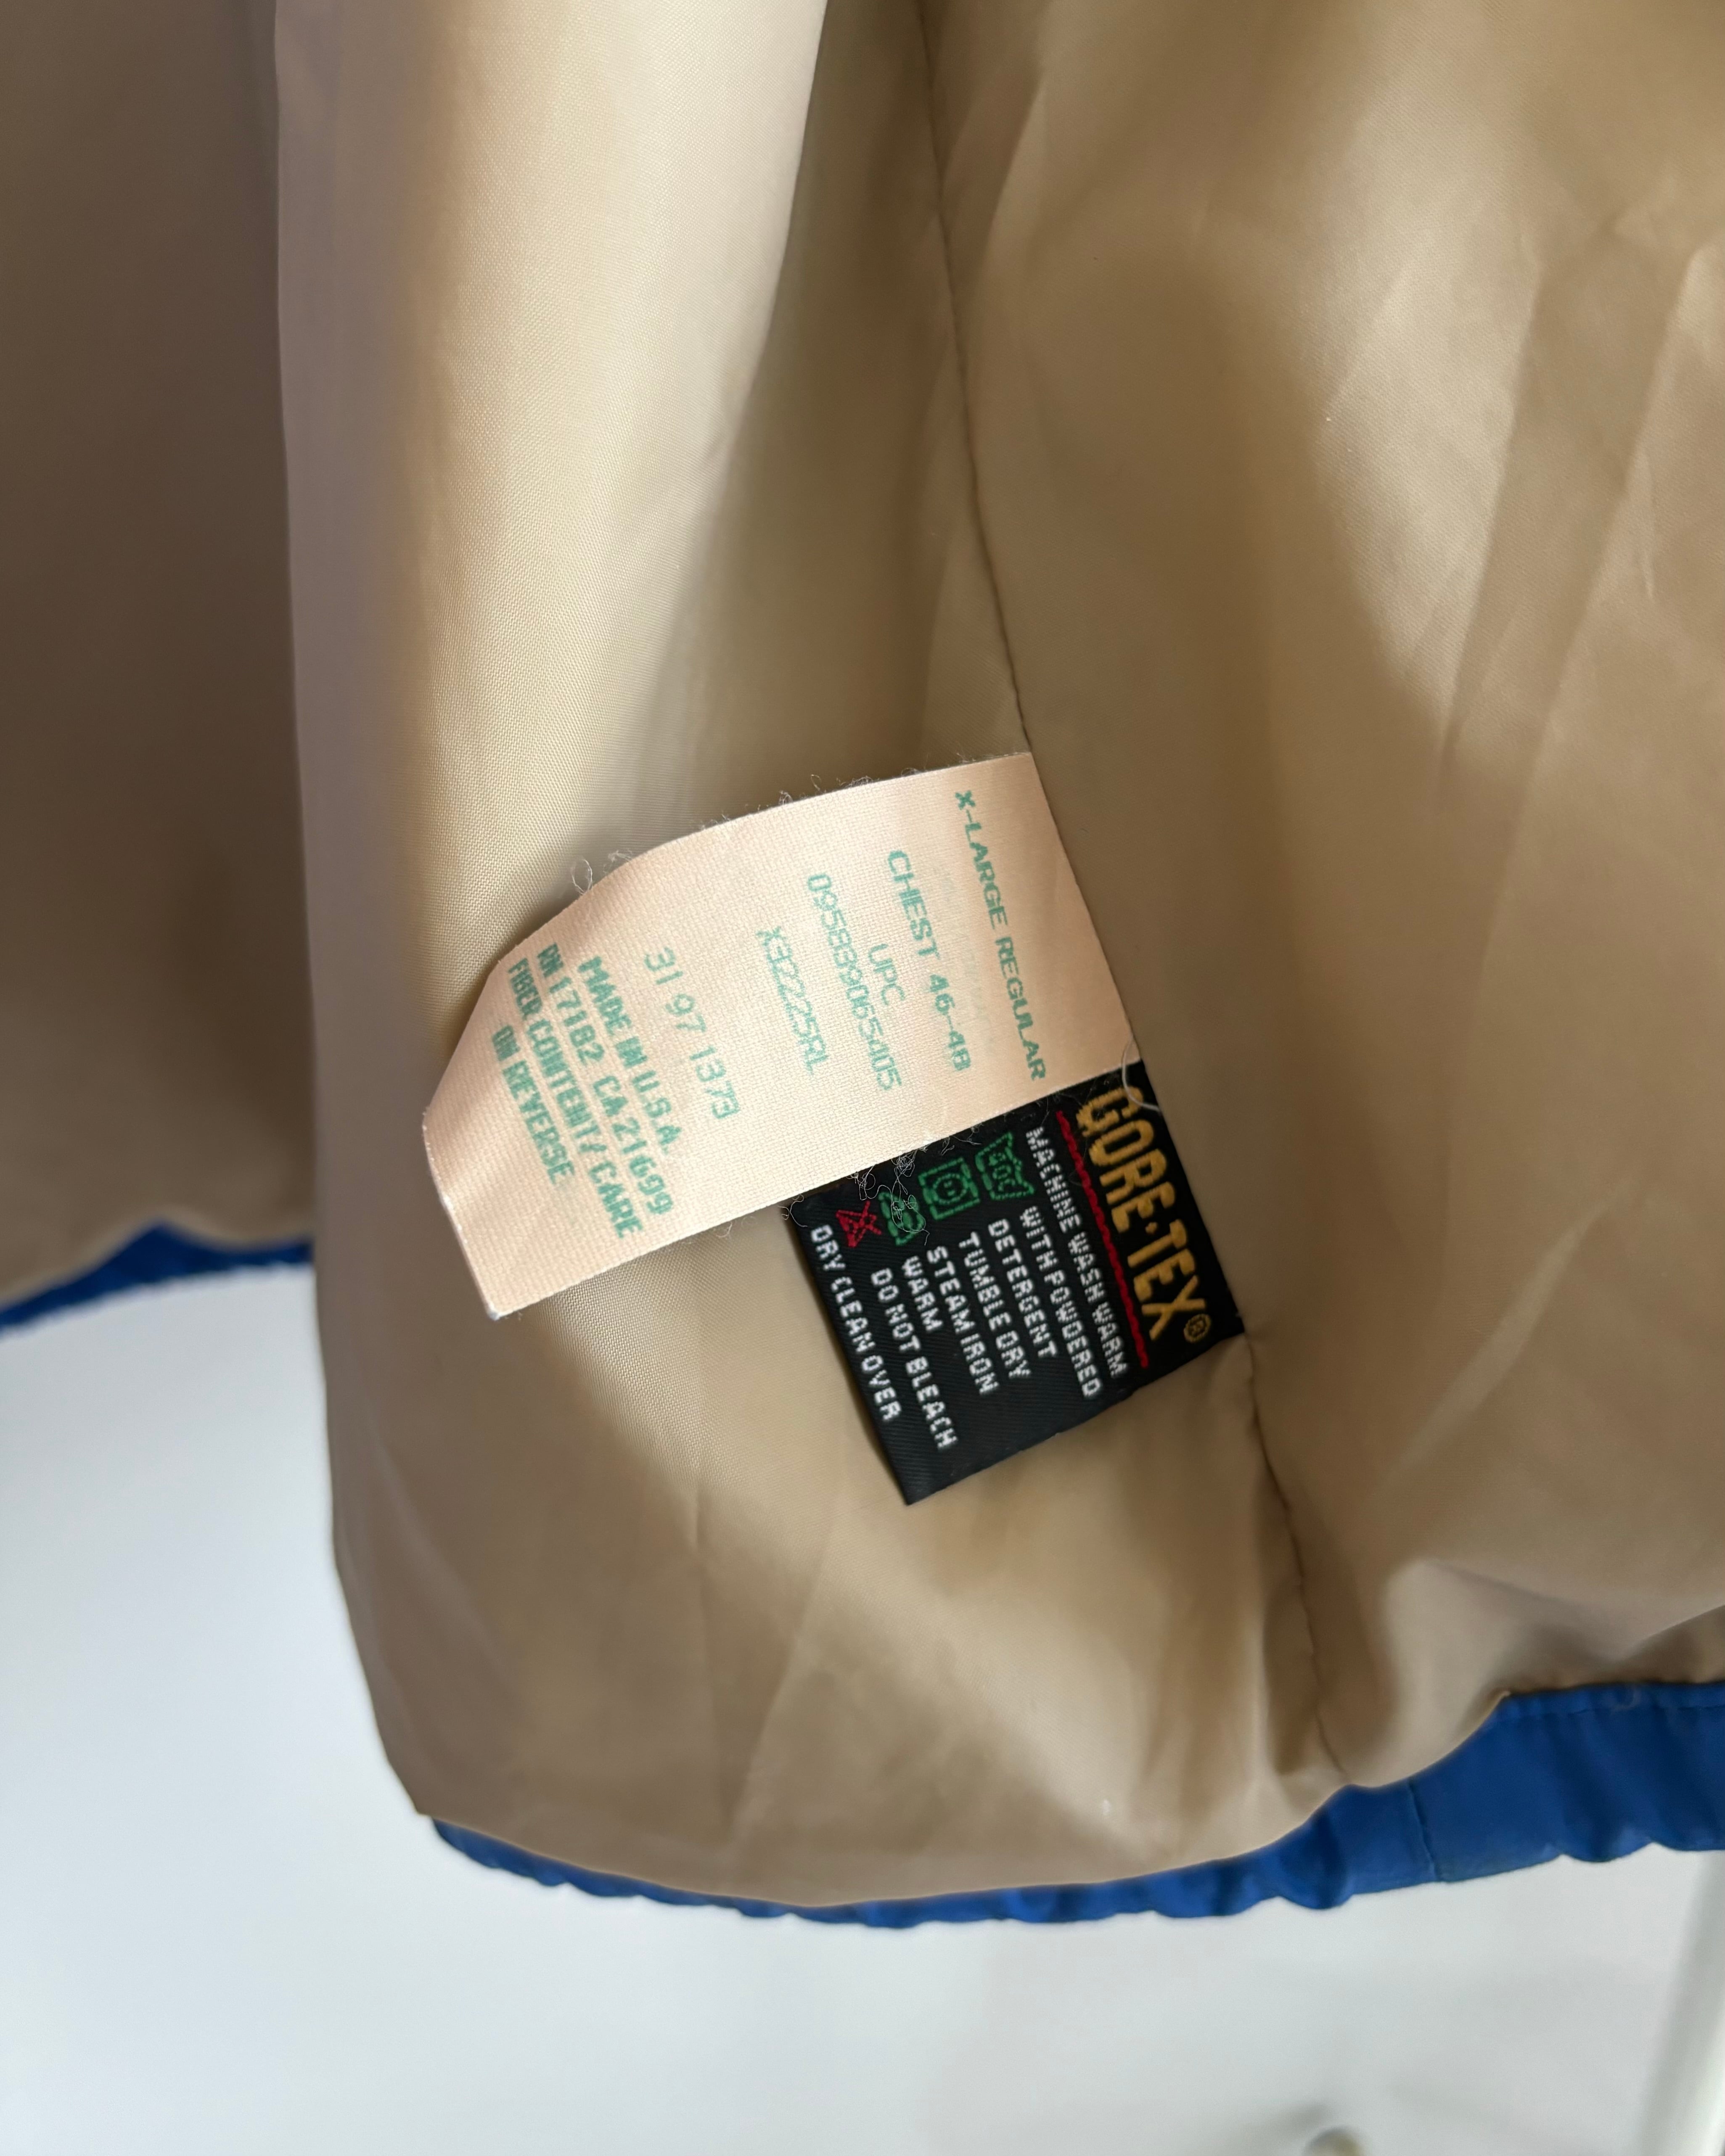 X-LARGE REGULAR
CHEST 46-48
UPC
095839065405
X32225RL
31 97 1373
MADE IN U.S.A.
RN 17182 CA 21699
FIBER CONTENT/ CARE
ON REVERSE
GORE-TEX®
MACHINE WASH WARM
WITH POWDERED
DETERGENT
TUMBLE DRY
STEAM IRON
WARM
DO NOT BLEACH
DRY CLEAN OVER